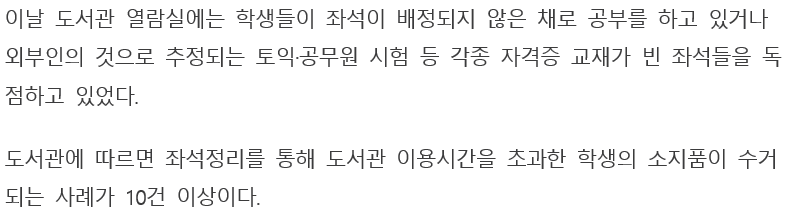 이날 도서관 열람실에는 학생들이 좌석이 배정되지 않은 채로 공부를 하고 있거나
외부인의 것으로 추정되는 토익·공무원 시험 등 각종 자격증 교재가 빈 좌석들을 독
점하고 있었다.
도서관에 따르면 좌석정리를 통해 도서관 이용시간을 초과한 학생의 소지품이 수거
되는 사례가 10건 이상이다.